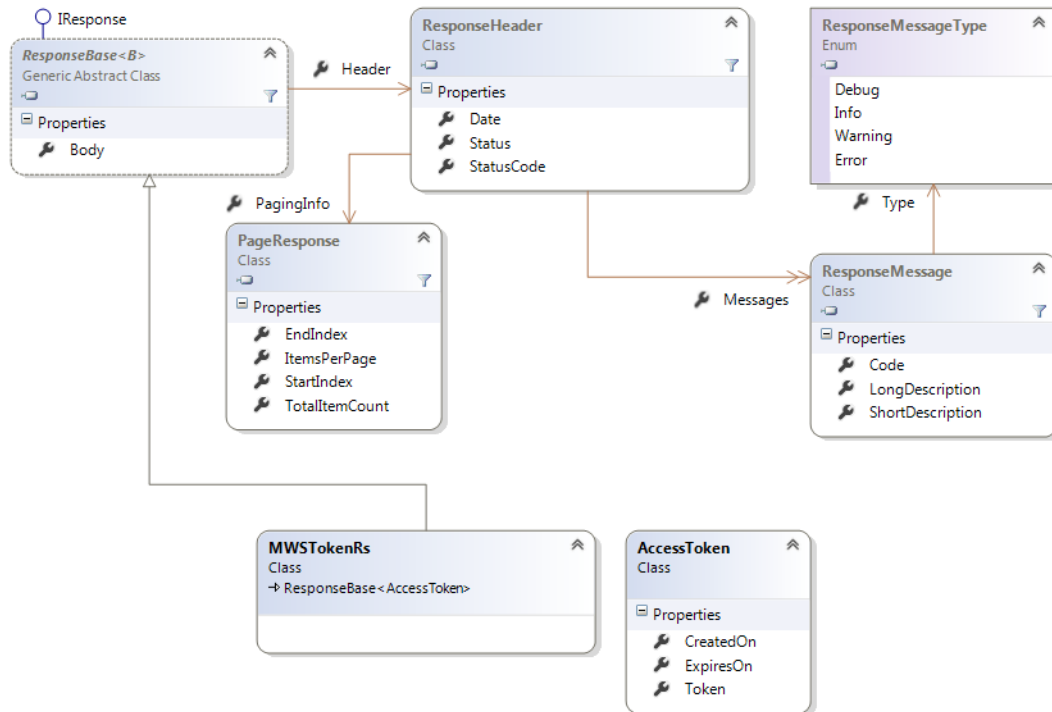 IResponse
ResponseBase<B>
Generic Abstract Class
Properties
Body
Header
ResponseHeader
Class
Properties
Date
Status
StatusCode
ResponseMessageType
Enum
Debug
Info
Warning
Error
PagingInfo
Type
PageResponse
Class
Properties
EndIndex
ItemsPerPage
StartIndex
TotalItemCount
Messages
ResponseMessage
Class
Properties
Code
LongDescription
ShortDescription
MWSTokenRs
Class
ResponseBase<AccessToken>
AccessToken
Class
Properties
CreatedOn
ExpiresOn
Token